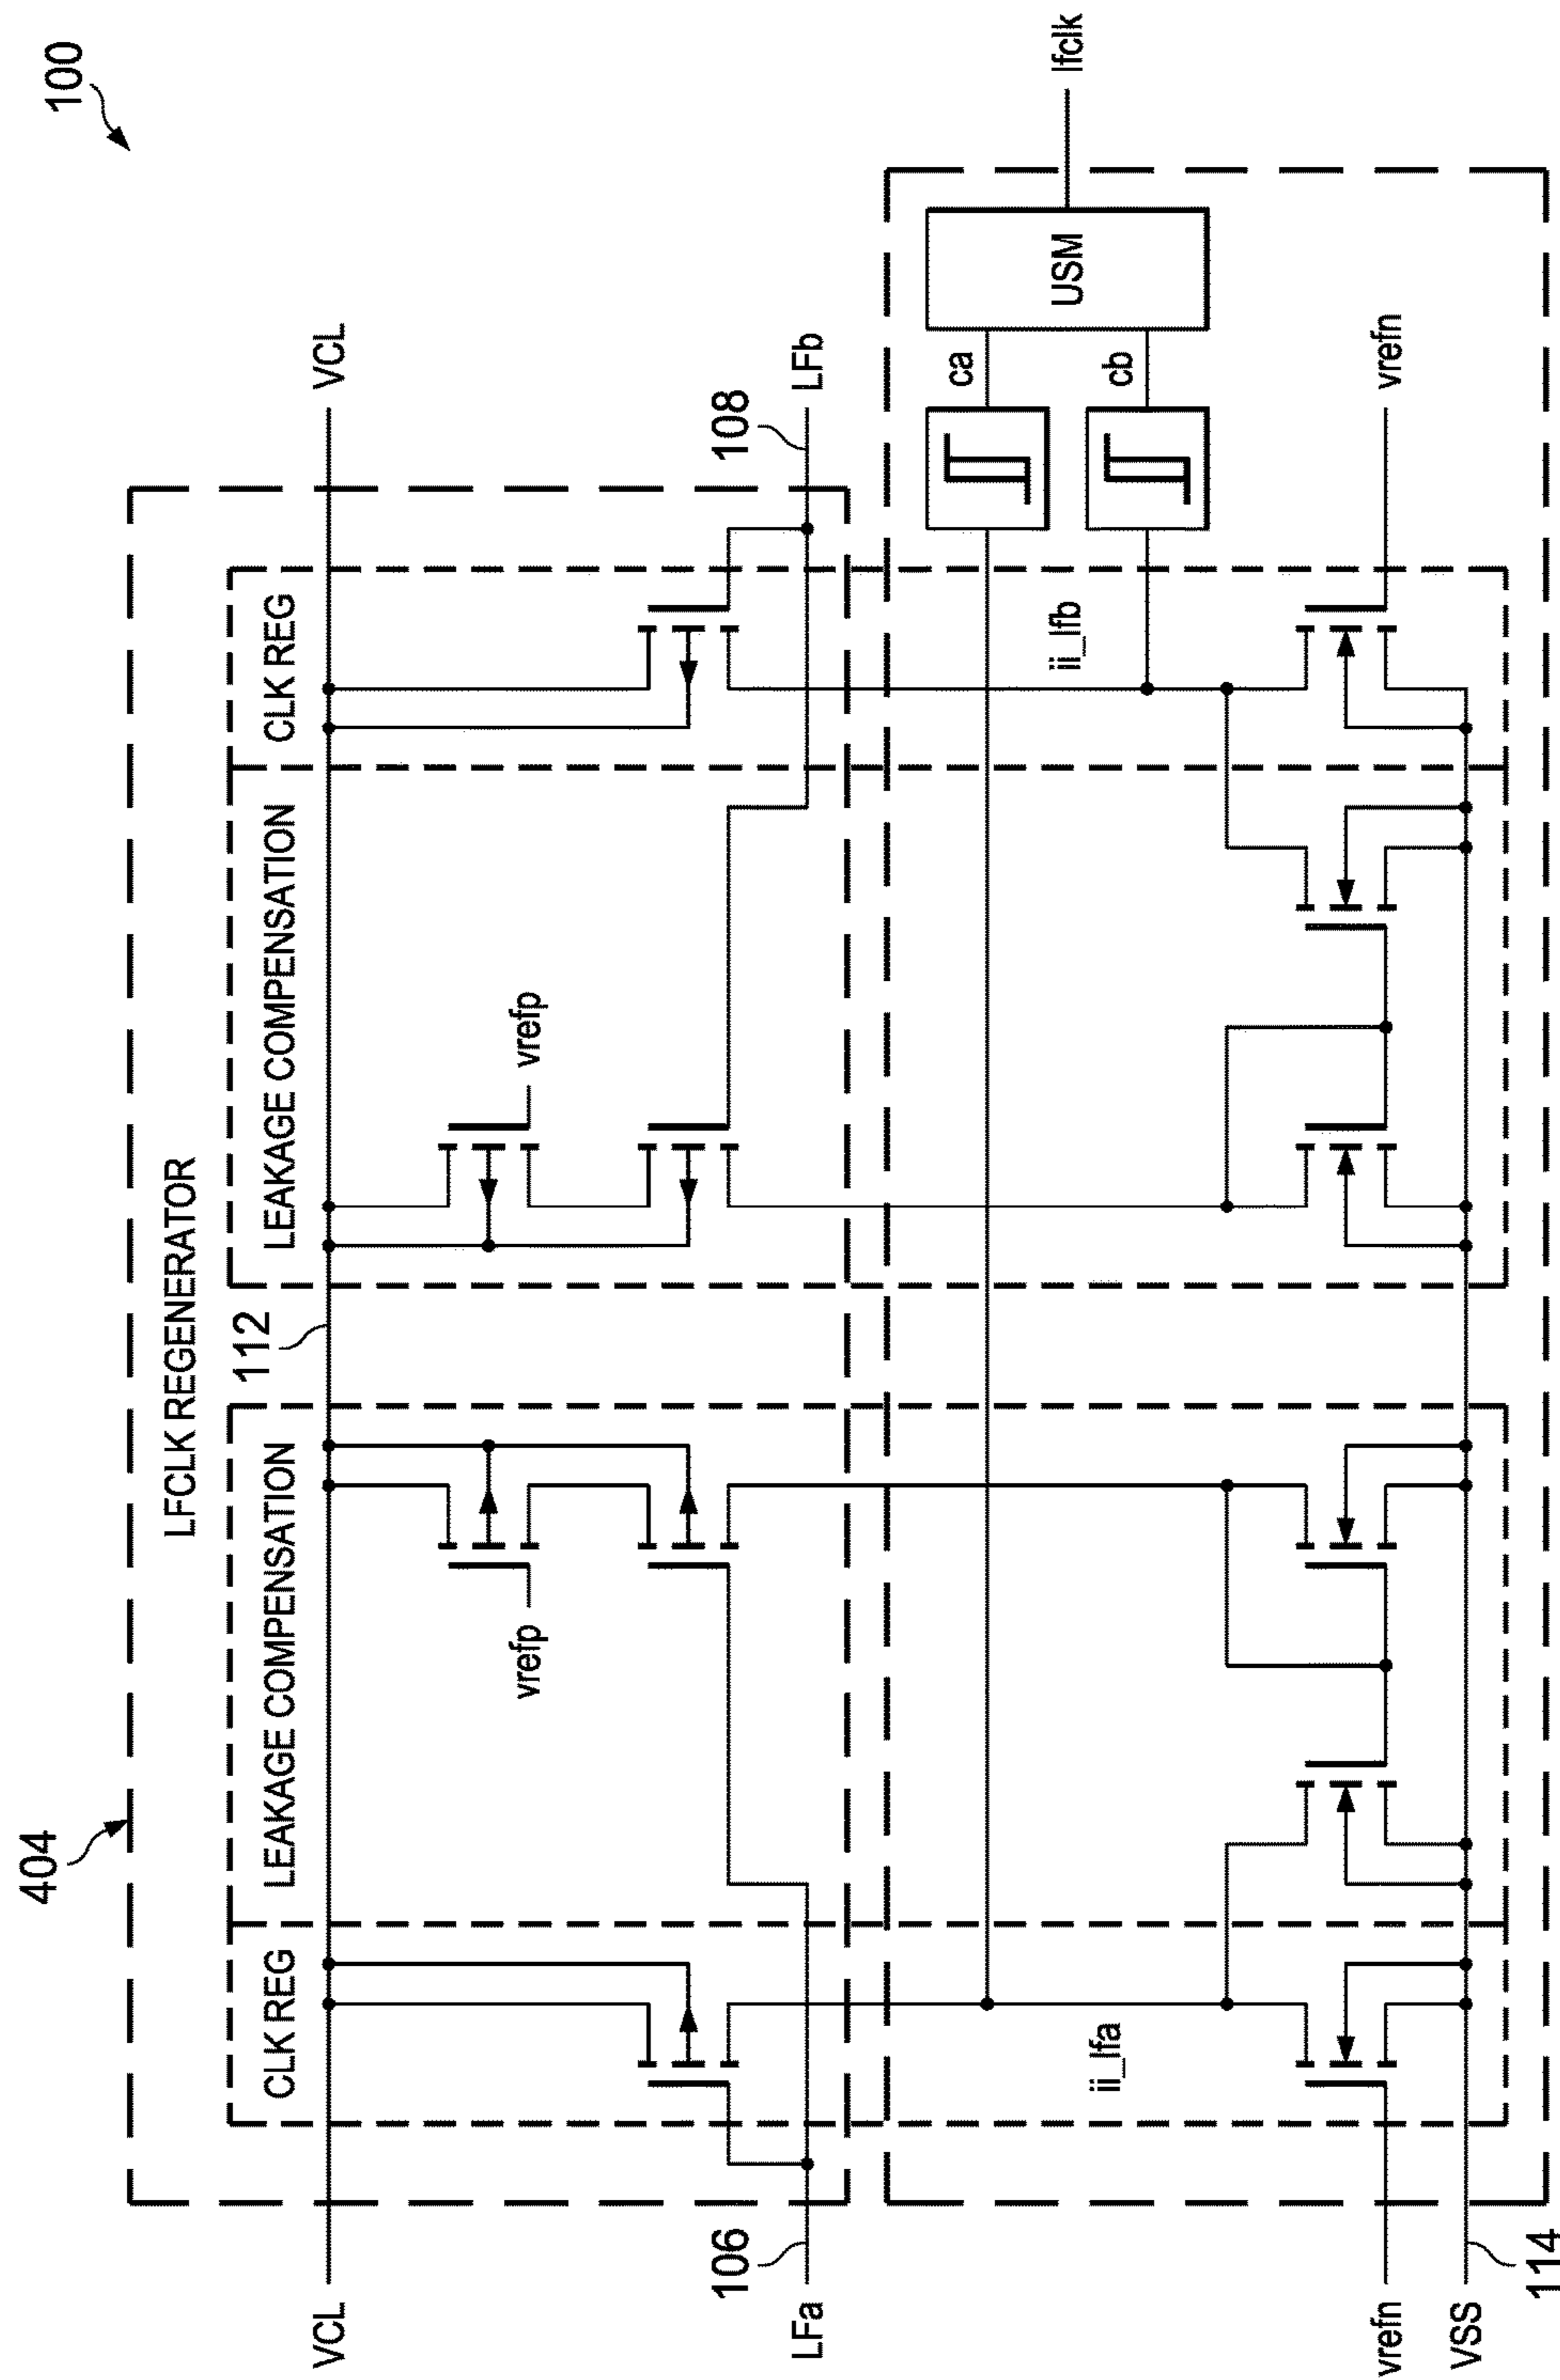 100
404
LFCLK REGENERATOR
VCL
112
VCL
CLK REG
LEAKAGE COMPENSATION
LEAKAGE COMPENSATION
CLK REG
vrefp
vrefp
106
LFa
108
LFb
ca
cb
USM
lfclk
ii_lfa
ii_lfb
vrefn
vrefn
VSS
114